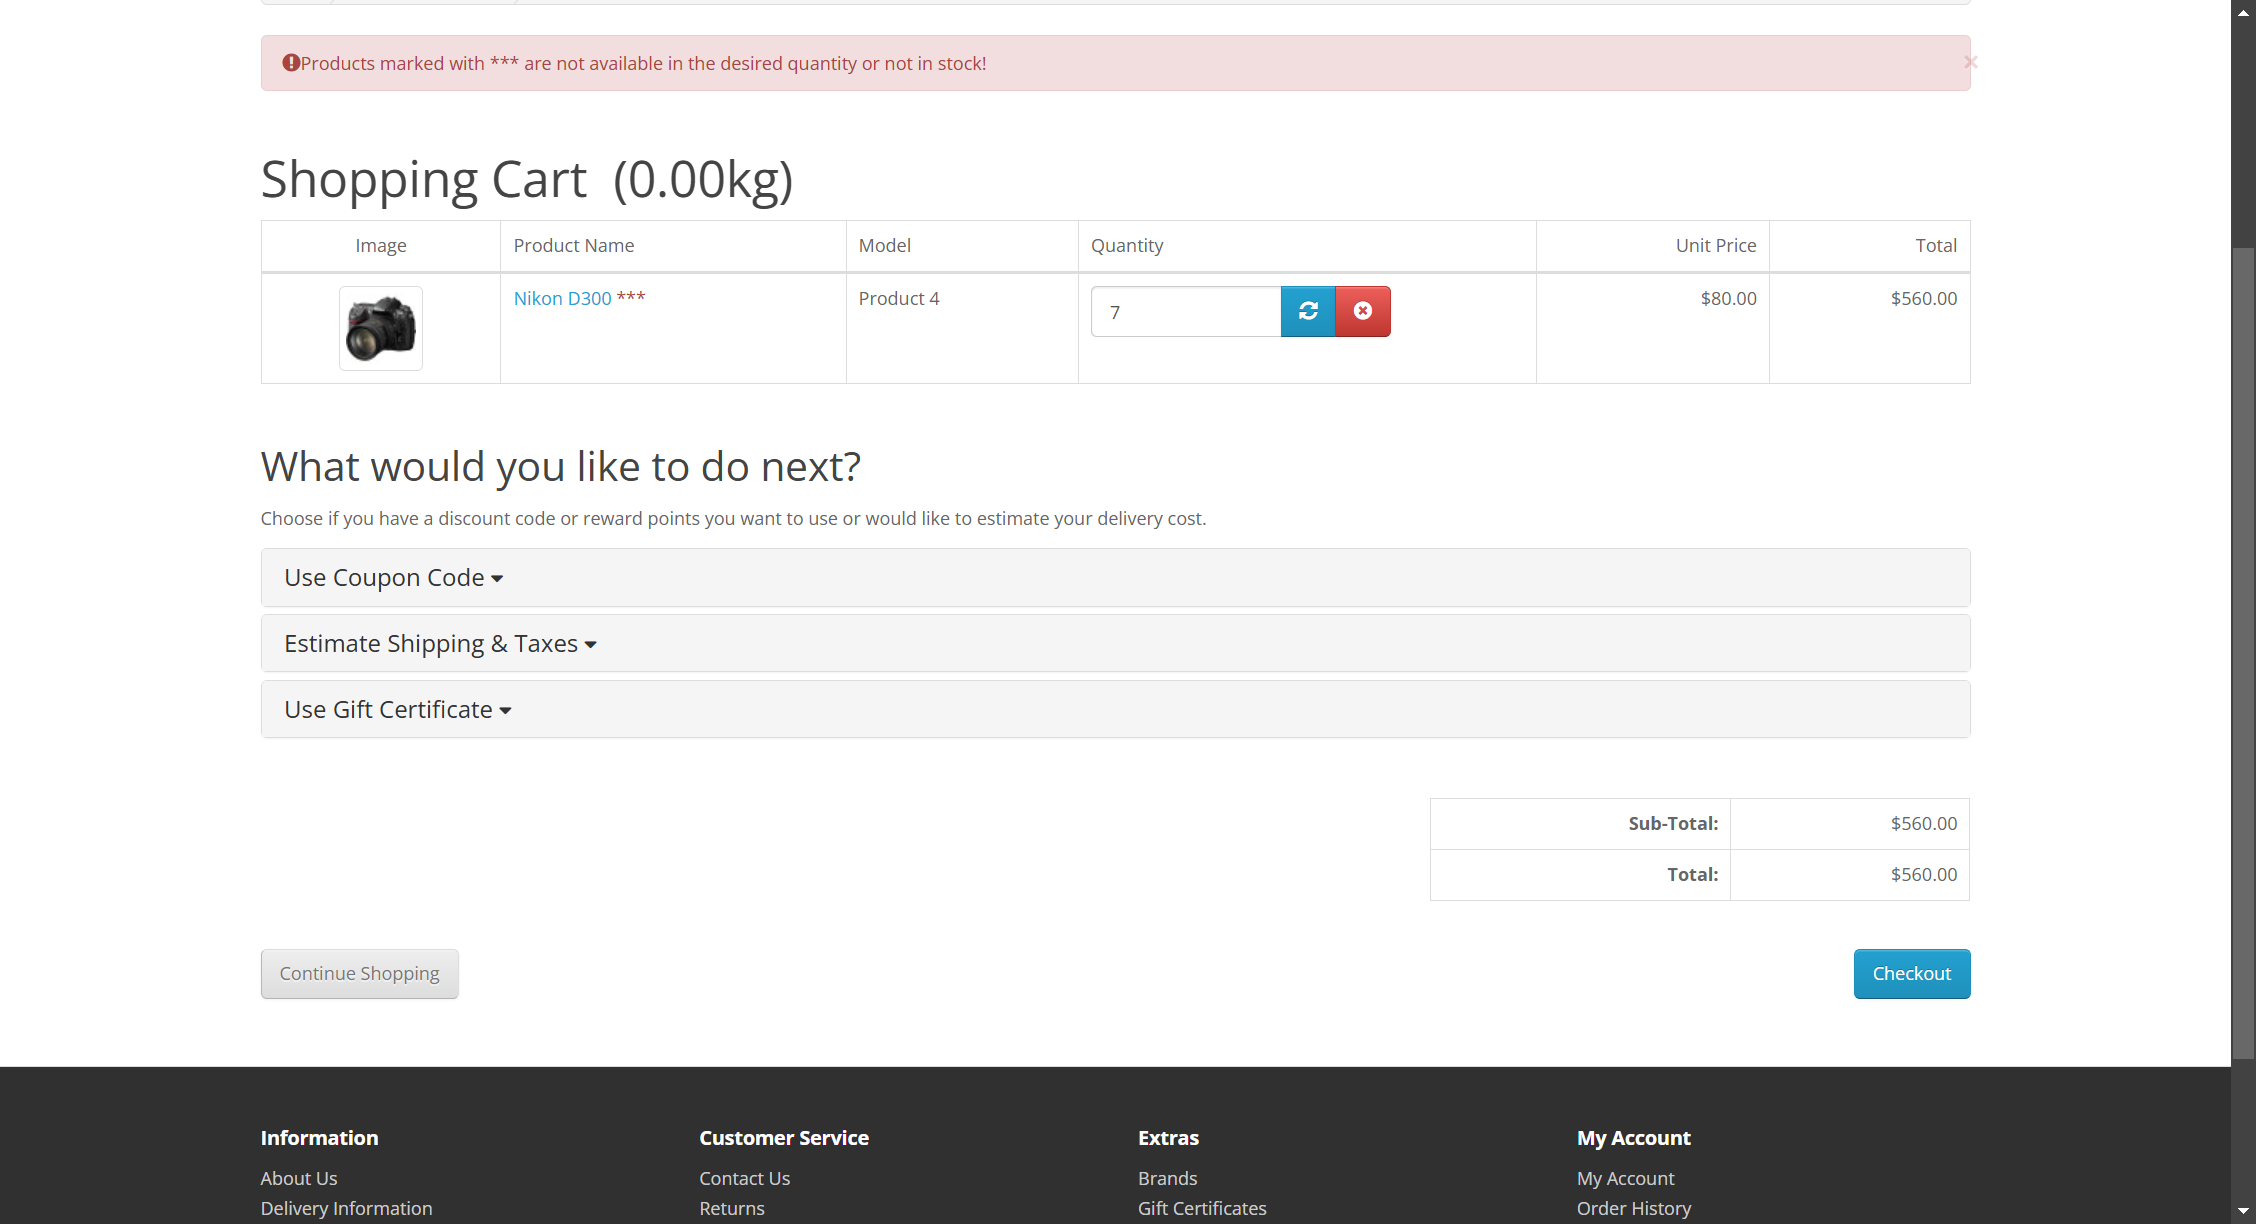 Products marked with *** are not available in the desired quantity or not in stock!
×
Shopping Cart (0.00kg)
Image Product Name Model Quantity Unit Price Total
Nikon D300 *** Product 4 7 $80.00 $560.00
What would you like to do next?
Choose if you have a discount code or reward points you want to use or would like to estimate your delivery cost.
Use Coupon Code
Estimate Shipping & Taxes
Use Gift Certificate
Sub-Total: $560.00
Total: $560.00
Continue Shopping Checkout
Information Customer Service Extras My Account
About Us Contact Us Brands My Account
Delivery Information Returns Gift Certificates Order History